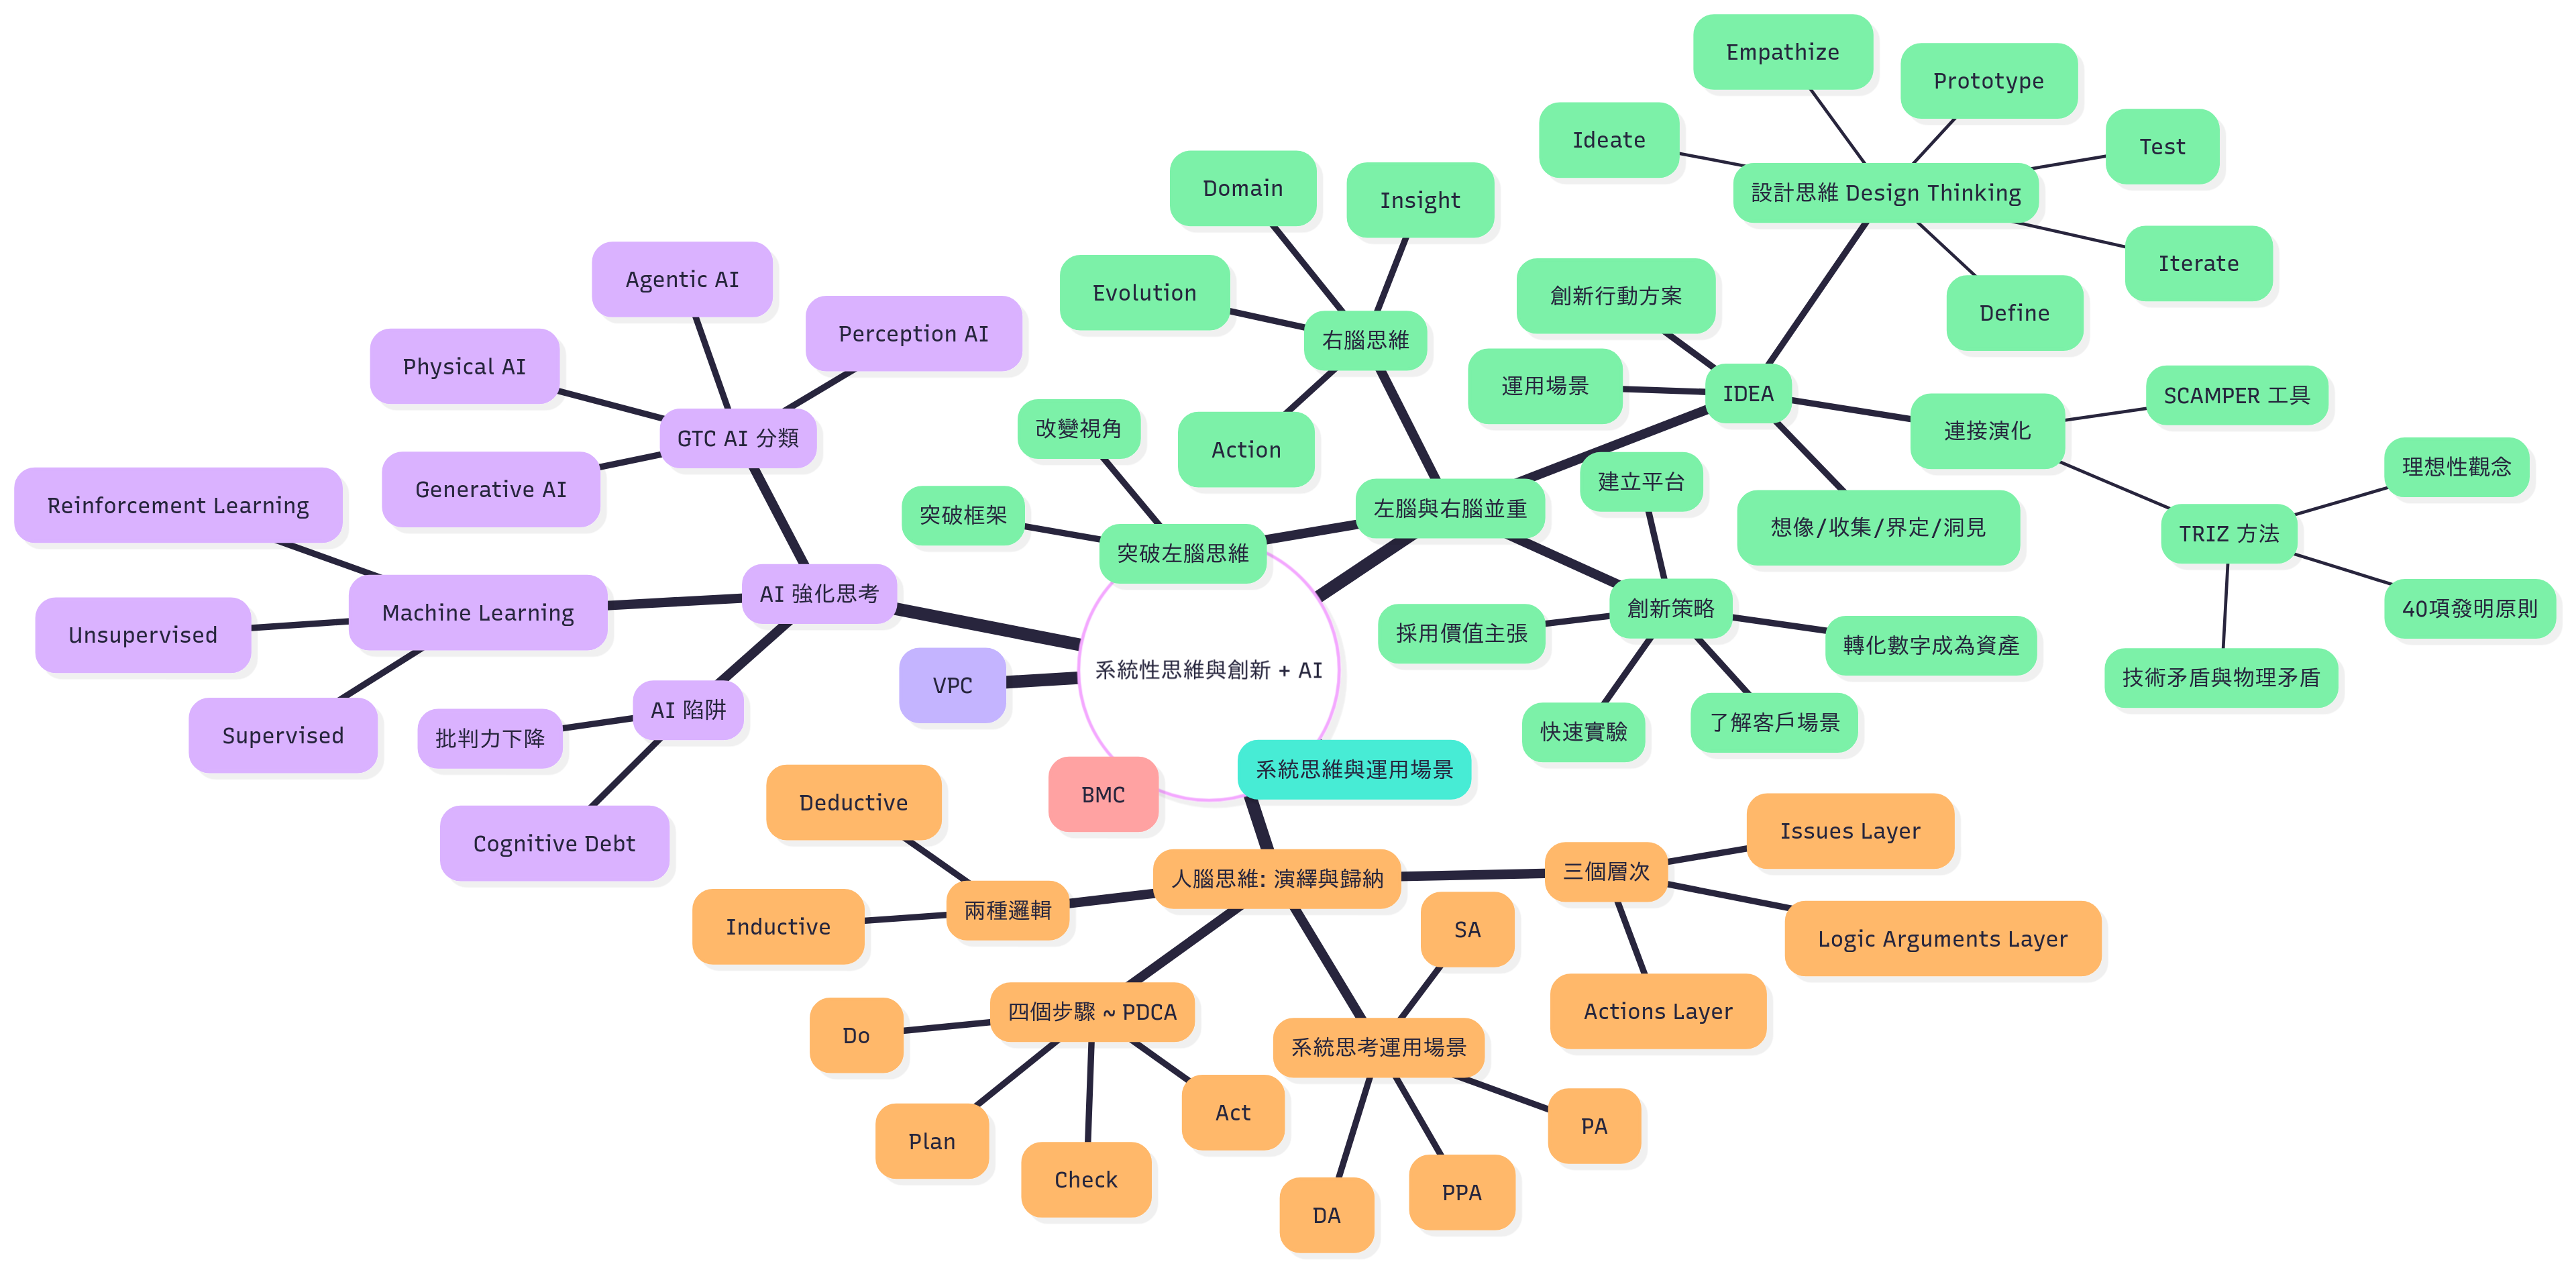 系統性思維與創新 + AI
系統思維與運用場景
人腦思維: 演繹與歸納
三個層次
Issues Layer
Logic Arguments Layer
Actions Layer
系統思考運用場景
SA
PA
PPA
DA
四個步驟 ~ PDCA
Plan
Do
Check
Act
兩種邏輯
Deductive
Inductive
BMC
VPC
AI 強化思考
GTC AI 分類
Perception AI
Agentic AI
Physical AI
Generative AI
Machine Learning
Reinforcement Learning
Unsupervised
Supervised
AI 陷阱
批判力下降
Cognitive Debt
左腦與右腦並重
突破左腦思維
改變視角
突破框架
右腦思維
Domain
Insight
Evolution
Action
IDEA
創新行動方案
運用場景
想像/收集/界定/洞見
設計思維 Design Thinking
Empathize
Prototype
Ideate
Test
Iterate
Define
連接演化
SCAMPER 工具
TRIZ 方法
理想性觀念
40項發明原則
技術矛盾與物理矛盾
創新策略
建立平台
採用價值主張
快速實驗
了解客戶場景
轉化數字成為資產